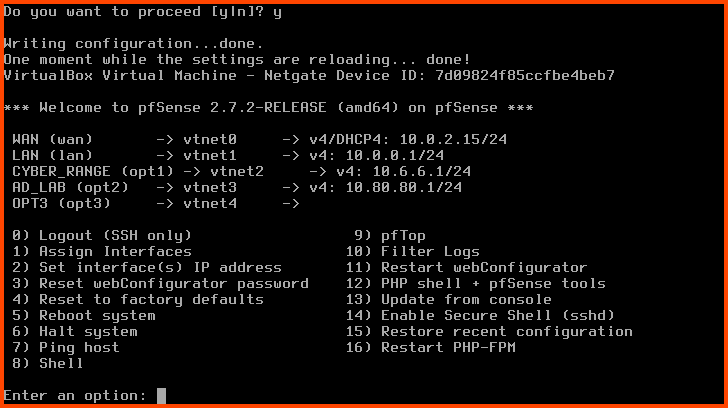 Do you want to proceed [y|n]? y
Writing configuration...done.
One moment while the settings are reloading... done!
VirtualBox Virtual Machine - Netgate Device ID: 7d09824f85ccfbe4beb7
*** Welcome to pfSense 2.7.2-RELEASE (amd64) on pfSense ***
WAN (wan)       -> vtnet0     -> v4/DHCP4: 10.0.2.15/24
LAN (lan)       -> vtnet1     -> v4: 10.0.0.1/24
CYBER_RANGE (opt1) -> vtnet2     -> v4: 10.6.6.1/24
AD_LAB (opt2)   -> vtnet3     -> v4: 10.80.80.1/24
OPT3 (opt3)     -> vtnet4     ->
0) Logout (SSH only)                  9) pfTop
1) Assign Interfaces                 10) Filter Logs
2) Set interface(s) IP address       11) Restart webConfigurator
3) Reset webConfigurator password    12) PHP shell + pfSense tools
4) Reset to factory defaults         13) Update from console
5) Reboot system                     14) Enable Secure Shell (sshd)
6) Halt system                       15) Restore recent configuration
7) Ping host                         16) Restart PHP-FPM
8) Shell
Enter an option: